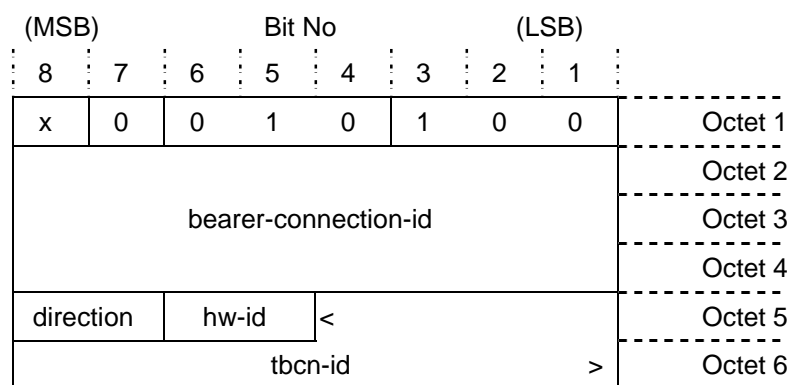 (MSB) Bit No (LSB)
8 7 6 5 4 3 2 1
x 0 0 1 0 1 0 0 Octet 1
Octet 2
bearer-connection-id Octet 3
Octet 4
direction hw-id < Octet 5
tbcn-id > Octet 6